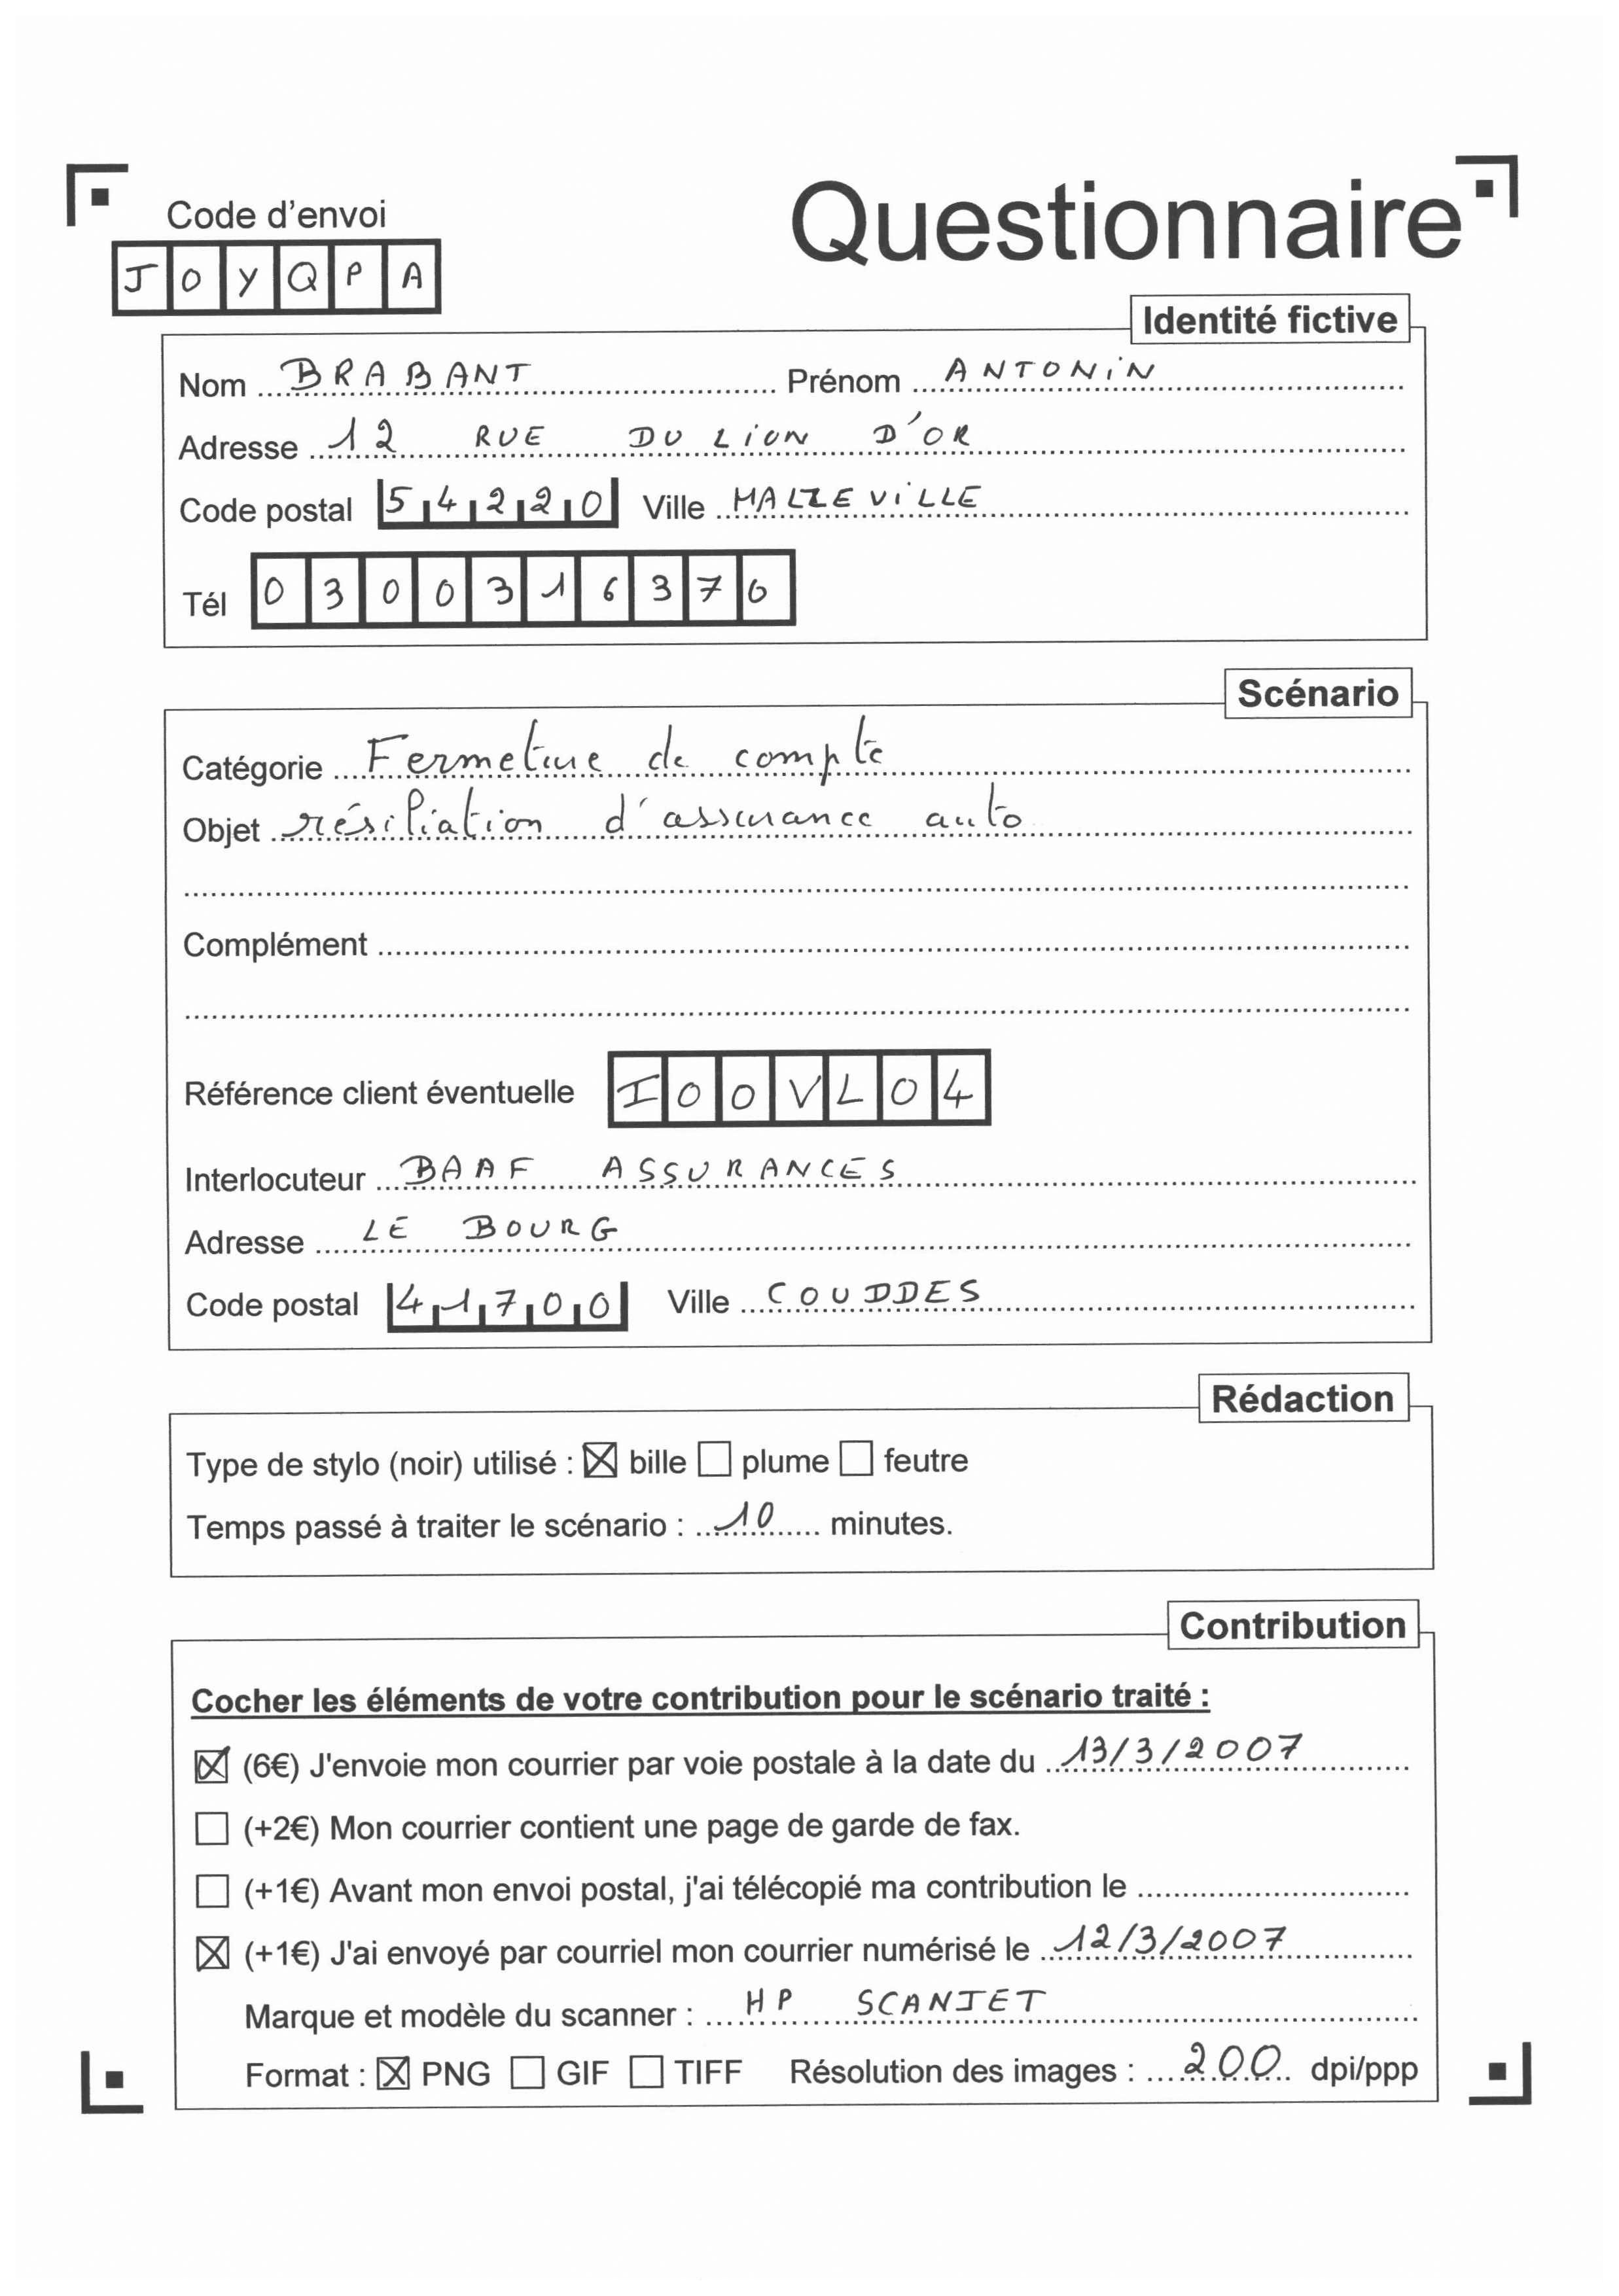 Questionnaire
Code d'envoi
JOYQPA
Identité fictive
Nom BRABANT Prénom ANTONiN
Adresse 12 RUE DU LiON D'OR
Code postal 54220 Ville MALZEViLLE
Tél 0300316376
Scénario
Catégorie Fermeture de compte
Objet résiliation d'assurance auto
Complément
Référence client éventuelle IOOVL04
Interlocuteur BAAF ASSURANCES
Adresse LE BOURG
Code postal 41700 Ville COUDDES
Rédaction
Type de stylo (noir) utilisé : ☒ bille ☐ plume ☐ feutre
Temps passé à traiter le scénario : 10 minutes.
Contribution
Cocher les éléments de votre contribution pour le scénario traité :
☒ (6€) J'envoie mon courrier par voie postale à la date du 13/3/2007
☐ (+2€) Mon courrier contient une page de garde de fax.
☐ (+1€) Avant mon envoi postal, j'ai télécopié ma contribution le
☒ (+1€) J'ai envoyé par courriel mon courrier numérisé le 12/3/2007
Marque et modèle du scanner : HP SCANJET
Format : ☒ PNG ☐ GIF ☐ TIFF Résolution des images : 200 dpi/ppp